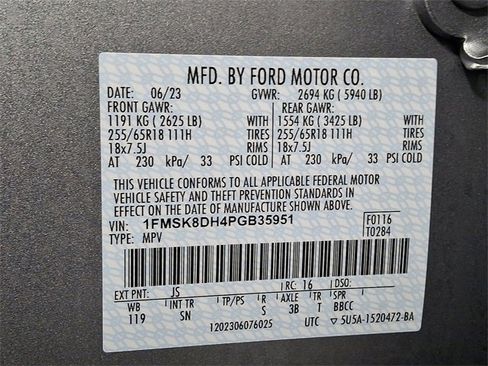 MFD. BY FORD MOTOR CO.
DATE: 06/23 GVWR: 2694 KG ( 5940 LB)
FRONT GAWR: REAR GAWR:
1191 KG ( 2625 LB) WITH 1554 KG ( 3425 LB) WITH
255/65R18 111H TIRES 255/65R18 111H TIRES
18x7.5J RIMS 18x7.5J RIMS
AT 230 kPa/ 33 PSI COLD AT 230 kPa/ 33 PSI COLD
THIS VEHICLE CONFORMS TO ALL APPLICABLE FEDERAL MOTOR
VEHICLE SAFETY AND THEFT PREVENTION STANDARDS IN
EFFECT ON THE DATE OF MANUFACTURE SHOWN ABOVE.
VIN: 1FMSK8DH4PGB35951 F0116
TYPE: MPV T0284
EXT PNT: JS RC: 16 DSO:
WB INT TR TP/PS R AXLE TR SPR
119 SN S 3B T BBCC
1202306076025 UTC ▽5U5A-1520472-BA